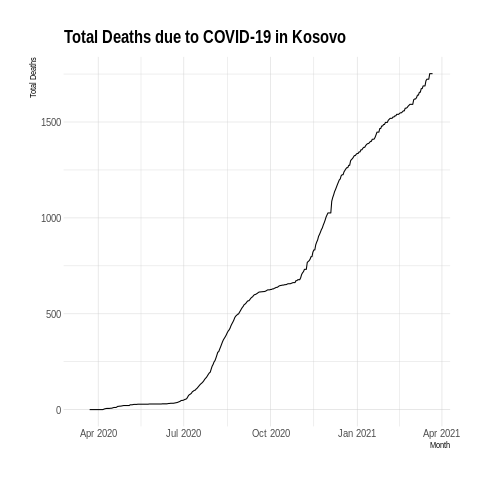 Total Deaths due to COVID-19 in Kosovo
Total Deaths
1500
1000
500
0
Apr 2020 Jul 2020 Oct 2020 Jan 2021 Apr 2021
Month